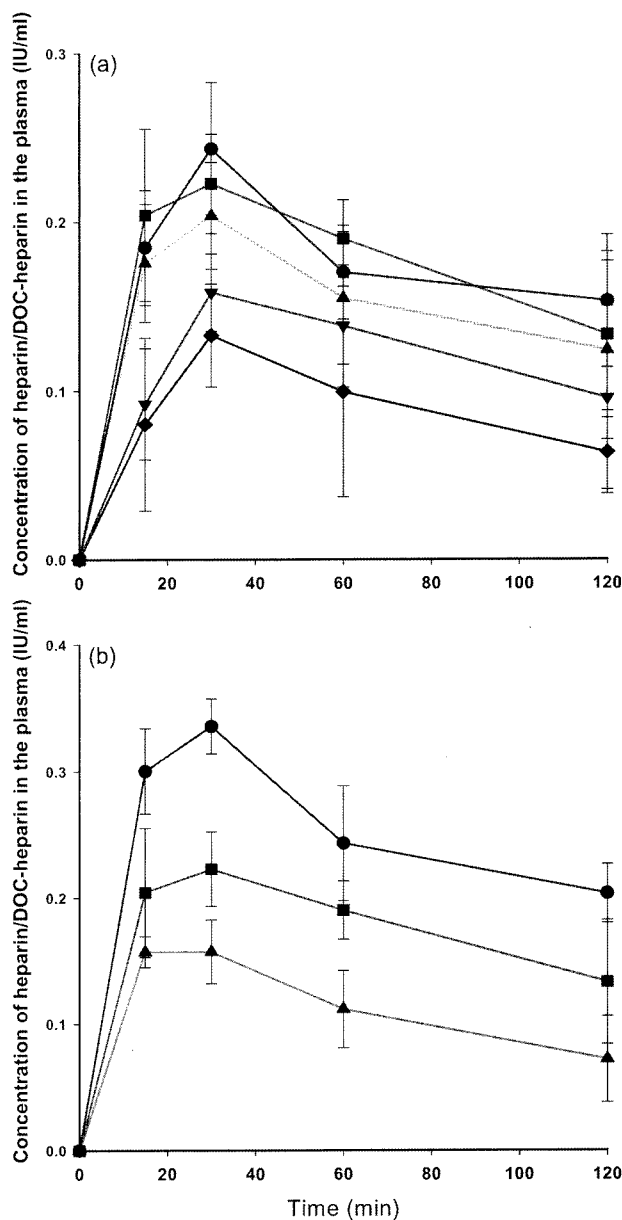 Concentration of heparin/DOC-heparin in the plasma (IU/ml)
(a)
0.3
0.2
0.1
0.0
0 20 40 60 80 100 120
Concentration of heparin/DOC-heparin in the plasma (IU/ml)
(b)
0.4
0.3
0.2
0.1
0.0
0 20 40 60 80 100 120
Time (min)